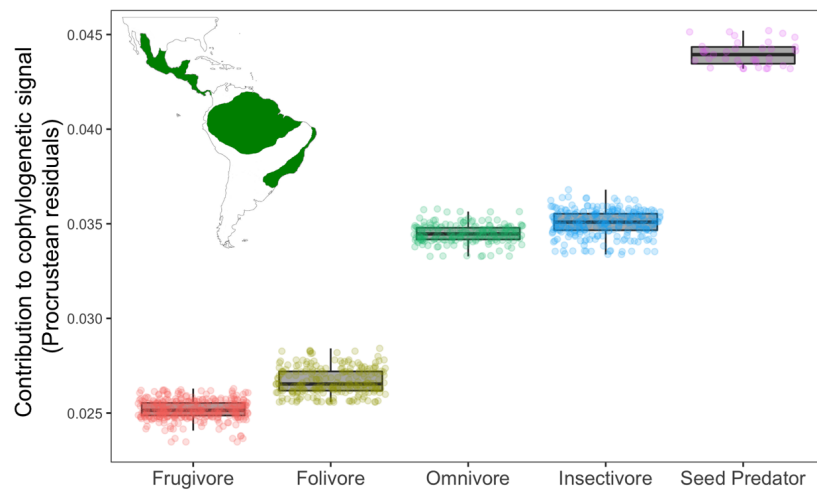 Contribution to cophylogenetic signal
(Procrustean residuals)
0.045
0.040
0.035
0.030
0.025
Frugivore Folivore Omnivore Insectivore Seed Predator